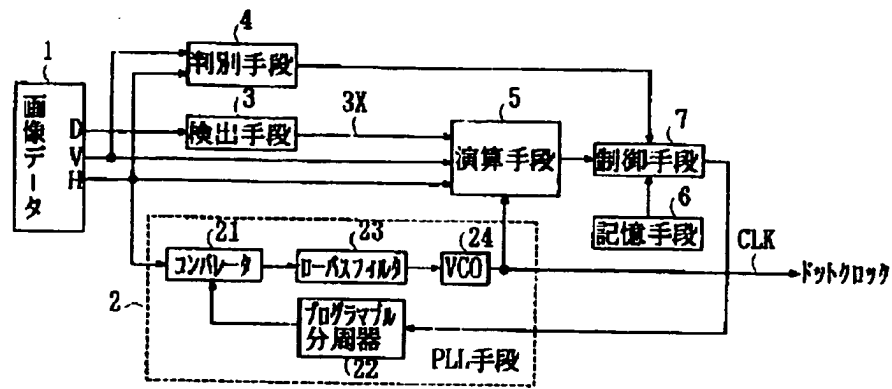 1
画像データ
D
V
H
4
判別手段
3
検出手段
3X
5
演算手段
7
制御手段
6
記憶手段
2
21
コンパレータ
23
ローパスフィルタ
24
VCO
プログラマブル
分周器
22
PLL手段
CLK
ドットクロック